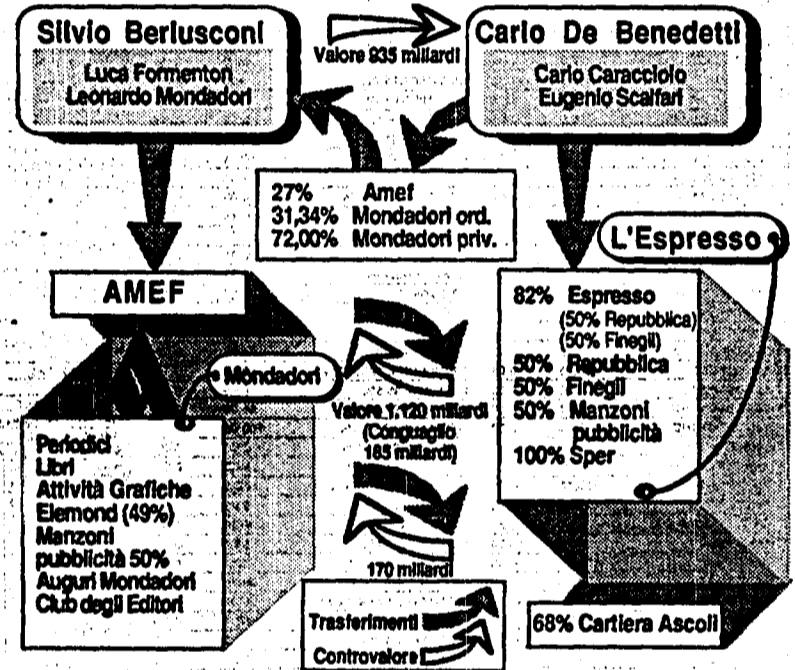 Silvio Berlusconi
Luca Formenton
Leonardo Mondadori
Valore 935 miliardi
Carlo De Benedetti
Carlo Caracciolo
Eugenio Scalfari
27% Amef
31,34% Mondadori ord.
72,00% Mondadori priv.
L'Espresso
AMEF
Mondadori
Periodici
Libri
Attività Grafiche
Elemond (49%)
Manzoni
pubblicità 50%
Auguri Mondadori
Club degli Editori
Valore 1.120 miliardi
(Conguaglio
185 miliardi)
170 miliardi
82% Espresso
(50% Repubblica)
(50% Finegil)
50% Repubblica
50% Finegil
50% Manzoni
pubblicità
100% Sper
68% Cartiera Ascoli
Trasferimenti
Controvalore